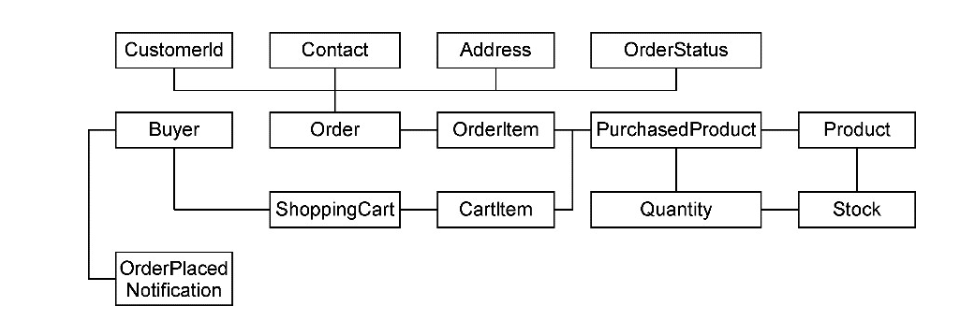 CustomerId
Contact
Address
OrderStatus
Buyer
Order
OrderItem
PurchasedProduct
Product
ShoppingCart
CartItem
Quantity
Stock
OrderPlaced
Notification